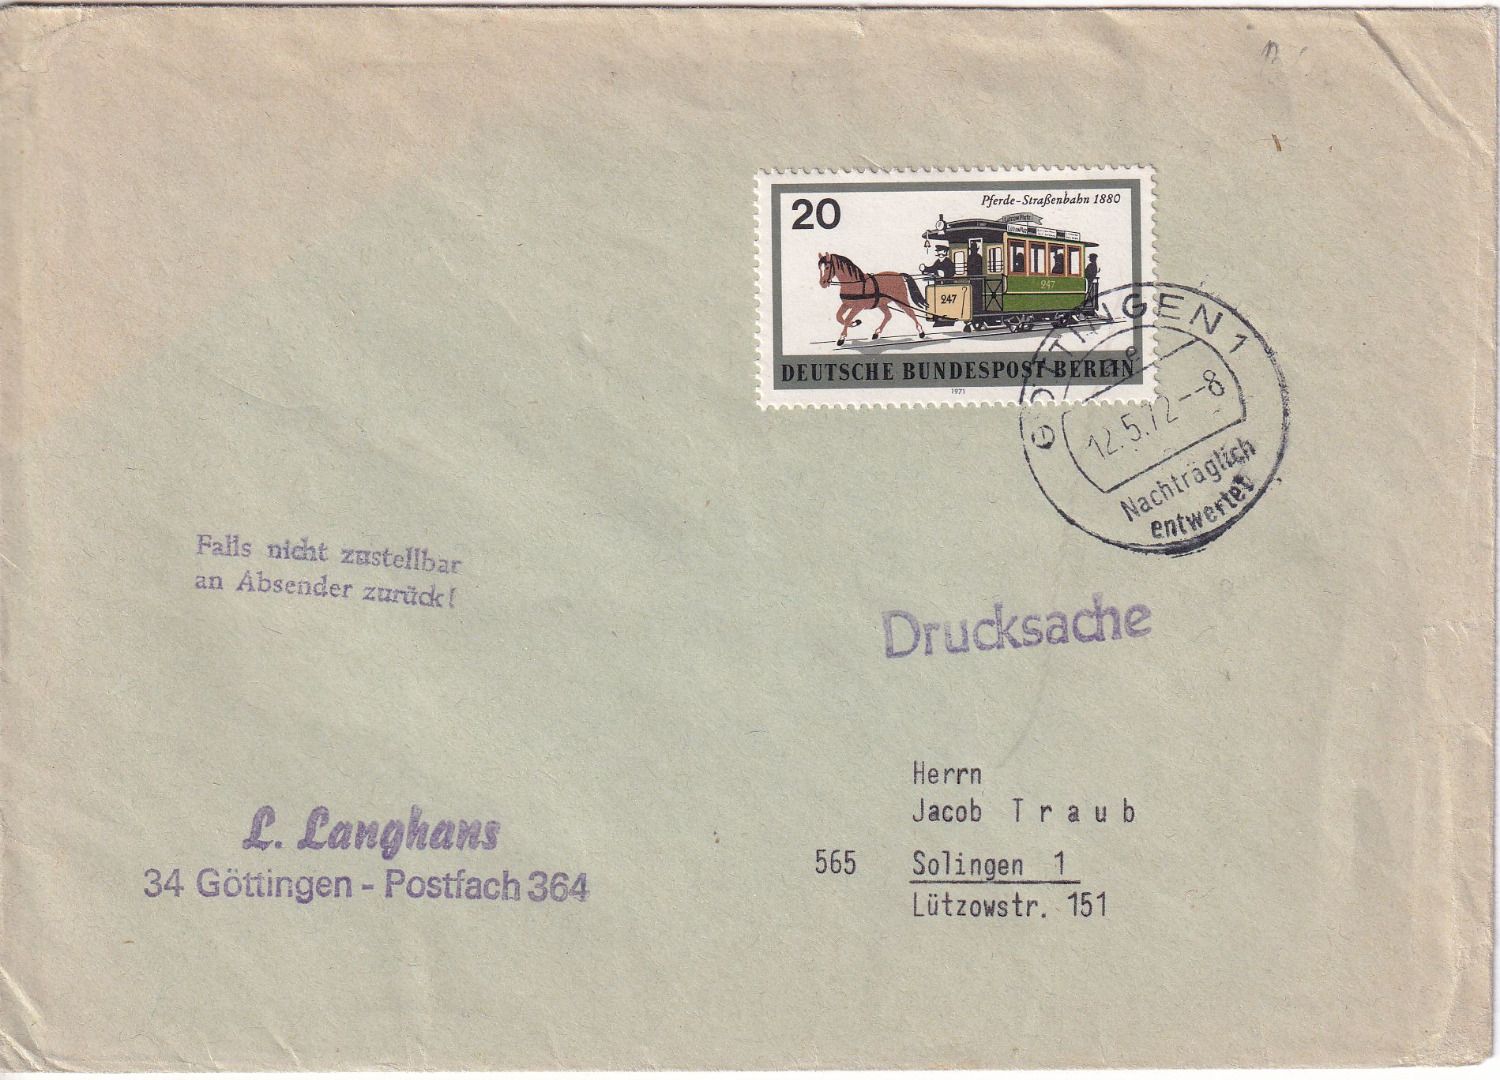 20
Pferde-Straßenbahn 1880
247
247
DEUTSCHE BUNDESPOST BERLIN
1971
GÖTTINGEN 1
e
12.5.72--8
Nachträglich
entwertet
Falls nicht zustellbar
an Absender zurück!
Drucksache
L. Langhans
34 Göttingen - Postfach 364
Herrn
Jacob Traub
565 Solingen 1
Lützowstr. 151